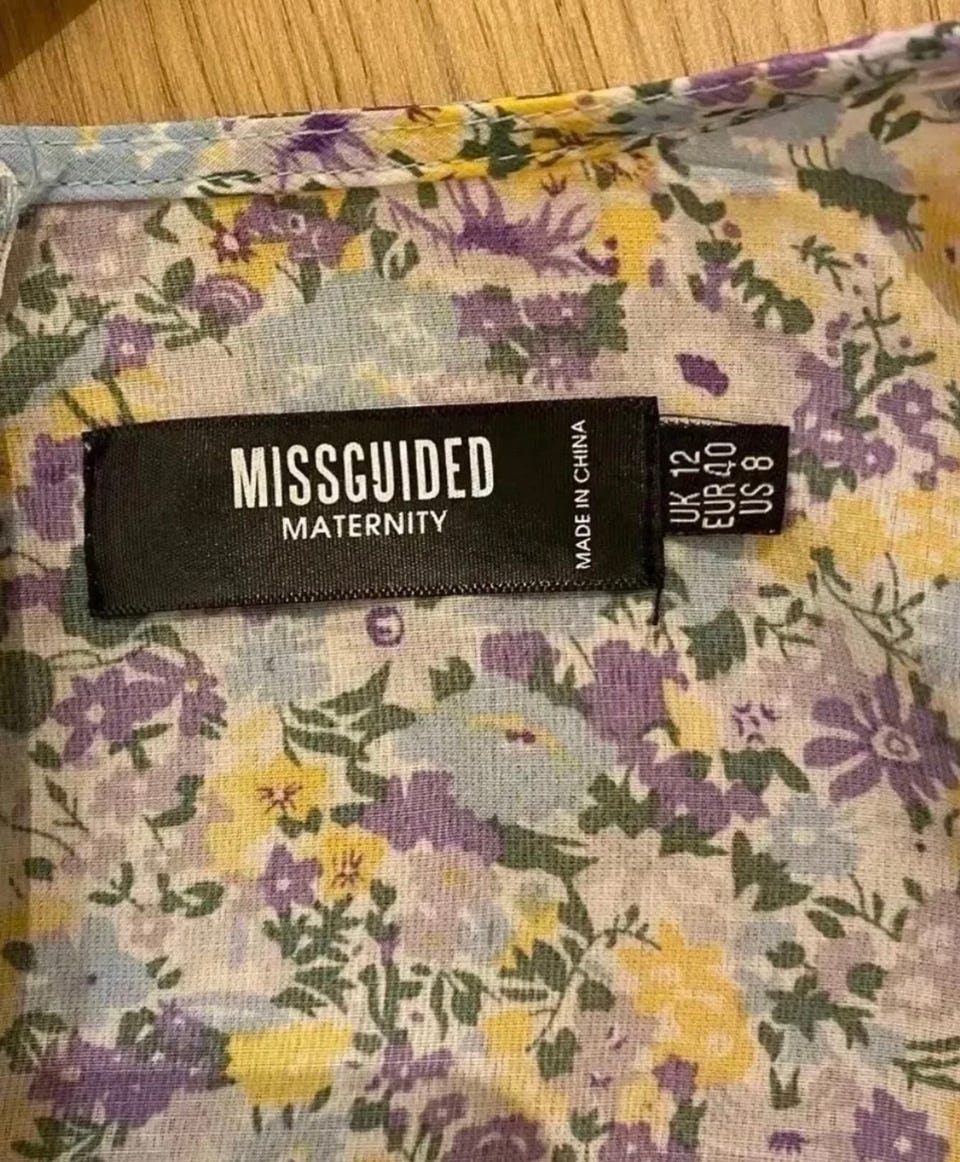 MISSGUIDED
MATERNITY
MADE IN CHINA
UK 12
EUR 40
US 8